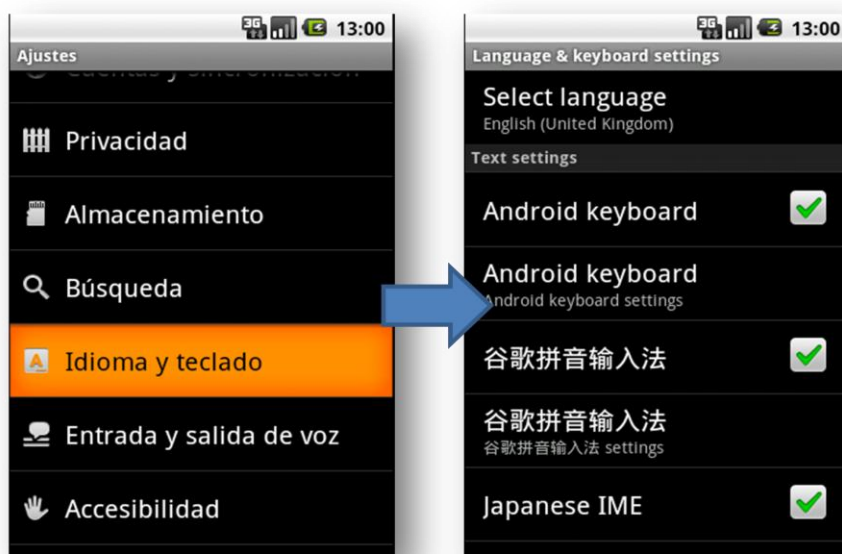 3G 13:00
Ajustes
Cuentas y sincronización
Privacidad
Almacenamiento
Búsqueda
Idioma y teclado
Entrada y salida de voz
Accesibilidad
3G 13:00
Language & keyboard settings
Select language
English (United Kingdom)
Text settings
Android keyboard
Android keyboard
Android keyboard settings
谷歌拼音输入法
谷歌拼音输入法
谷歌拼音输入法 settings
Japanese IME